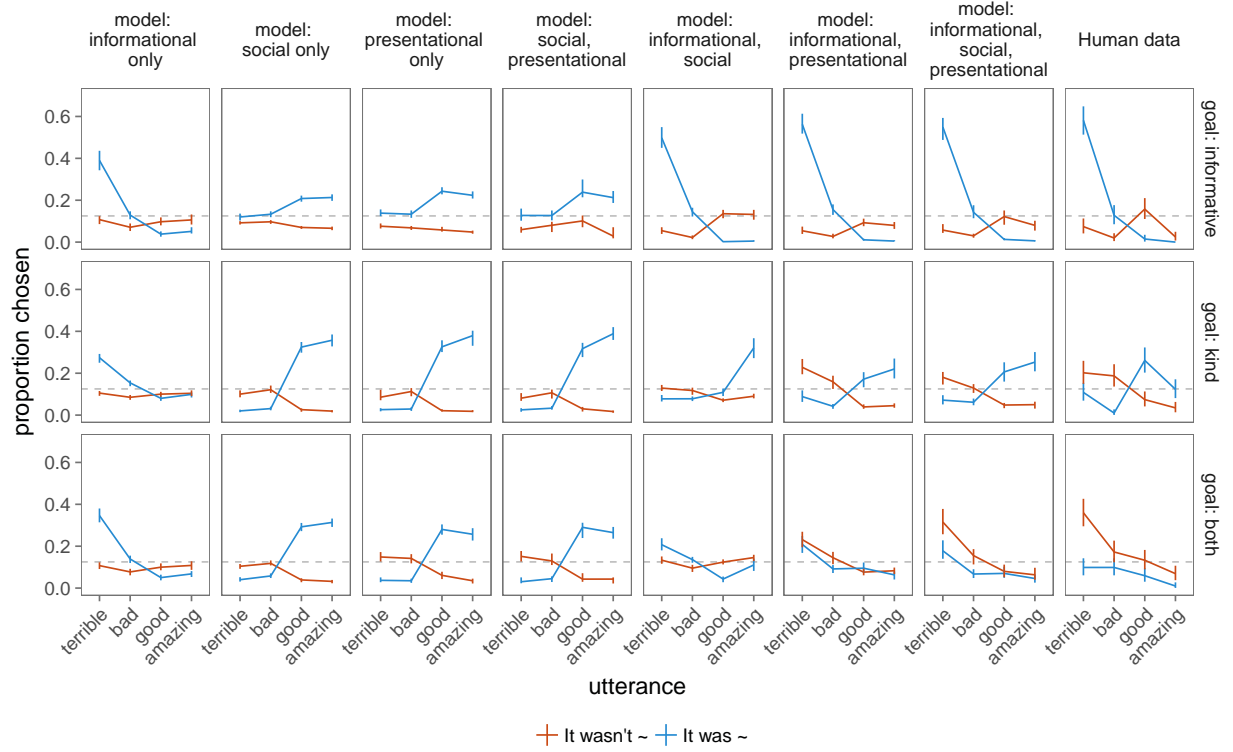 model:
informational
only
model:
social only
model:
presentational
only
model:
social,
presentational
model:
informational,
social
model:
informational,
presentational
model:
informational,
social,
presentational
Human data
proportion chosen
0.6
0.4
0.2
0.0
goal: informative
0.6
0.4
0.2
0.0
goal: kind
0.6
0.4
0.2
0.0
goal: both
terrible bad good amazing terrible bad good amazing terrible bad good amazing terrible bad good amazing terrible bad good amazing terrible bad good amazing terrible bad good amazing terrible bad good amazing
utterance
It wasn't ~ It was ~